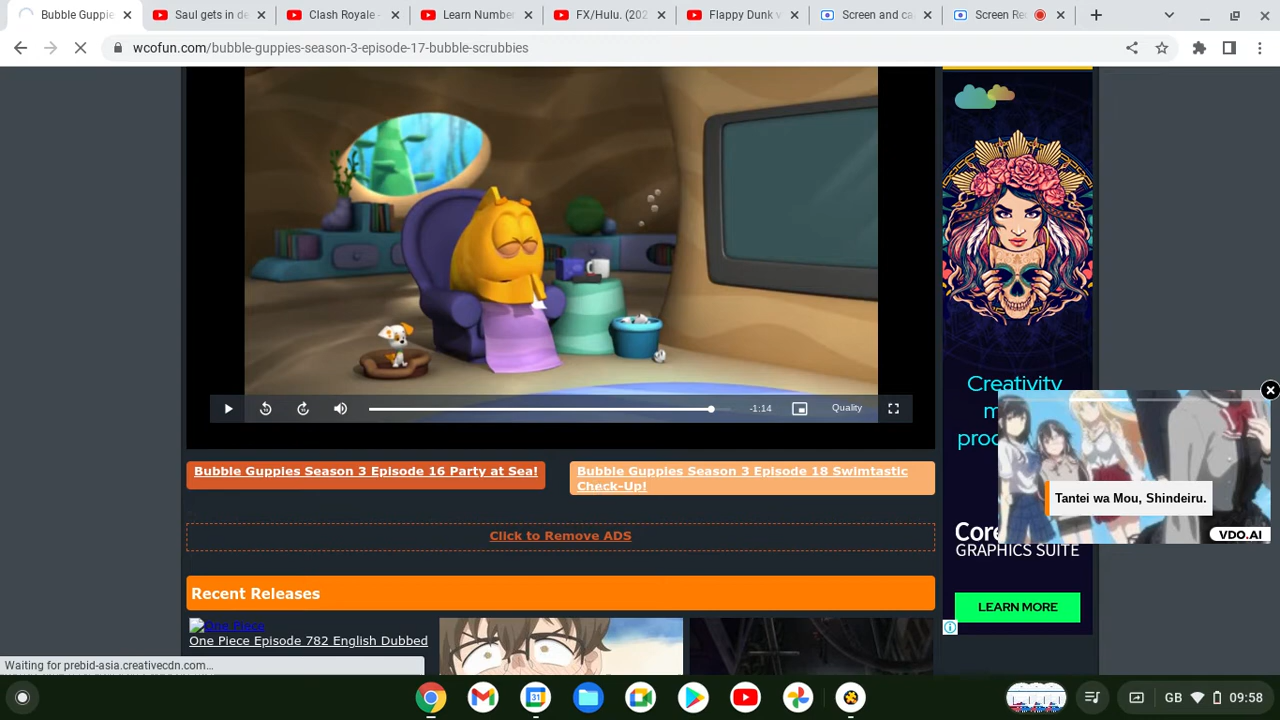 Bubble Guppie
Saul gets in de
Clash Royale -
Learn Number
FX/Hulu. (202
Flappy Dunk v
Screen and ca
Screen Re
wcofun.com/bubble-guppies-season-3-episode-17-bubble-scrubbies
-1:14
Quality
Bubble Guppies Season 3 Episode 16 Party at Sea!
Bubble Guppies Season 3 Episode 18 Swimtastic
Check-Up!
Click to Remove ADS
Recent Releases
One Piece
One Piece Episode 782 English Dubbed
Creativity
Tantei wa Mou, Shindeiru.
VDO.AI
GRAPHICS SUITE
LEARN MORE
Waiting for prebid-asia.creativecdn.com...
31
GB
09:58